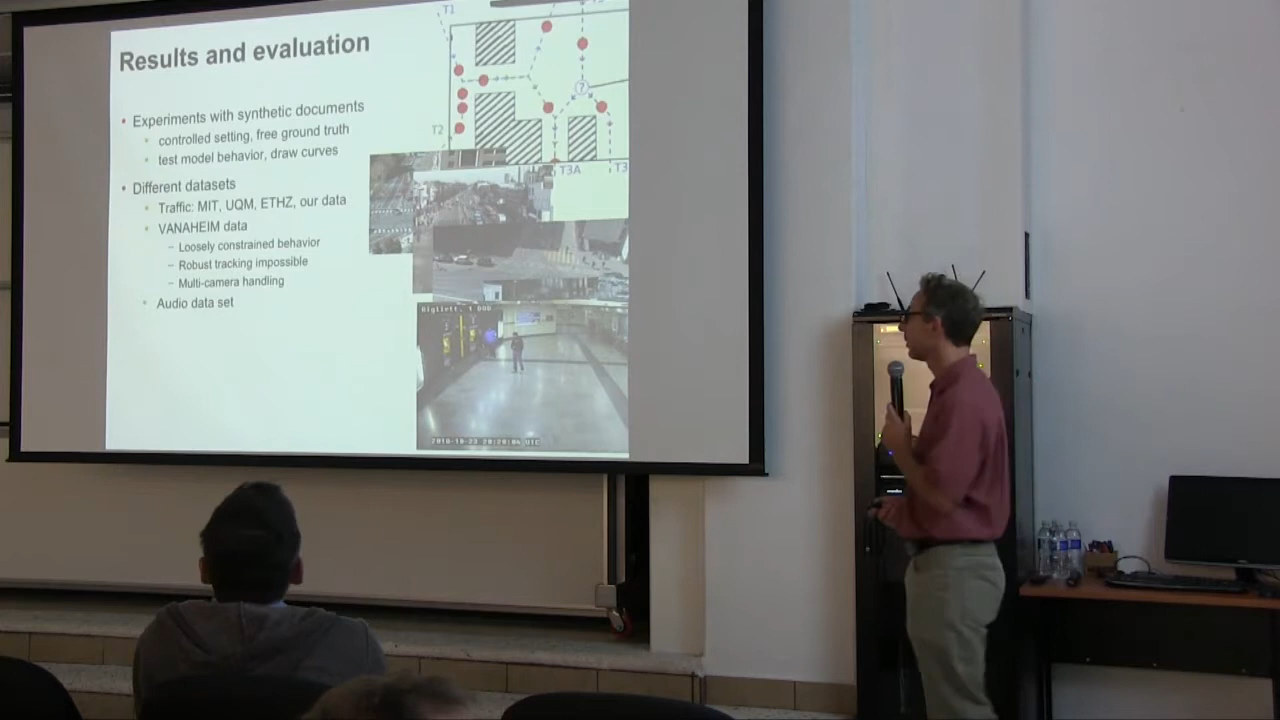 Results and evaluation
T1
Experiments with synthetic documents
controlled setting, free ground truth
test model behavior, draw curves
?
T2
T3A
T3
Different datasets
Traffic: MIT, UQM, ETHZ, our data
VANAHEIM data
– Loosely constrained behavior
– Robust tracking impossible
– Multi-camera handling
Audio data set